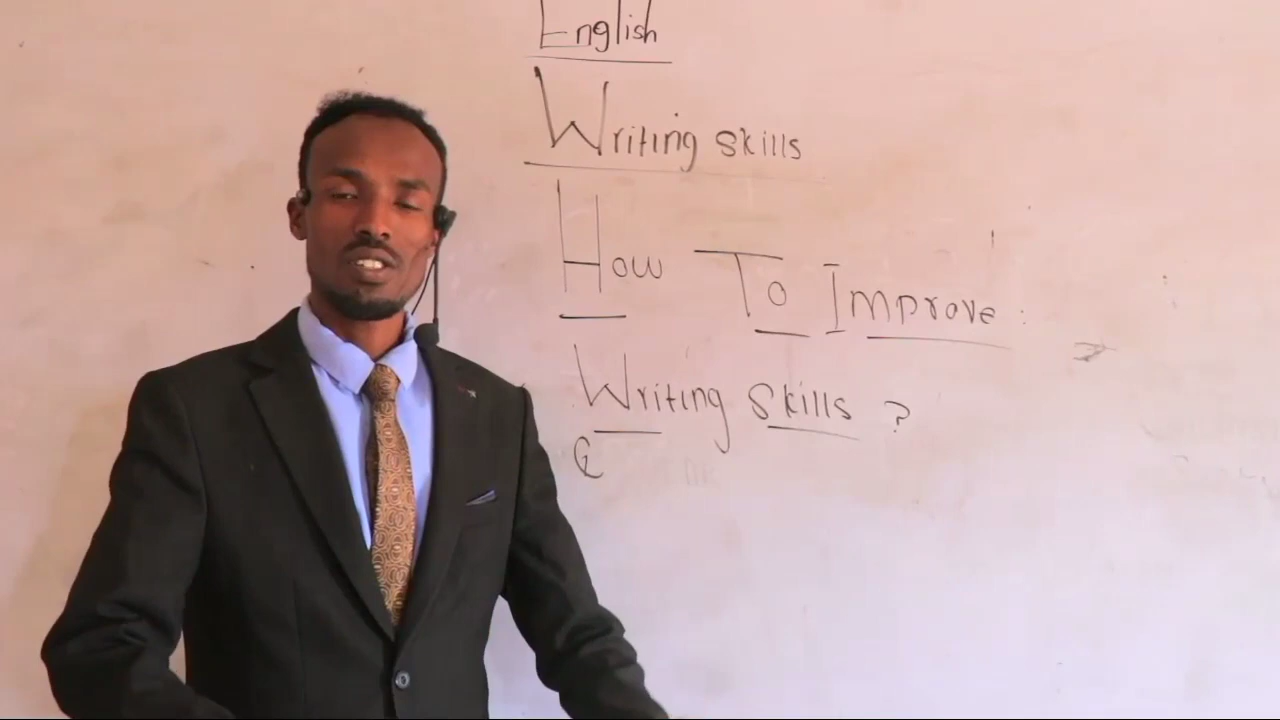 English
Writing skills
How To Improve :
Writing skills ?